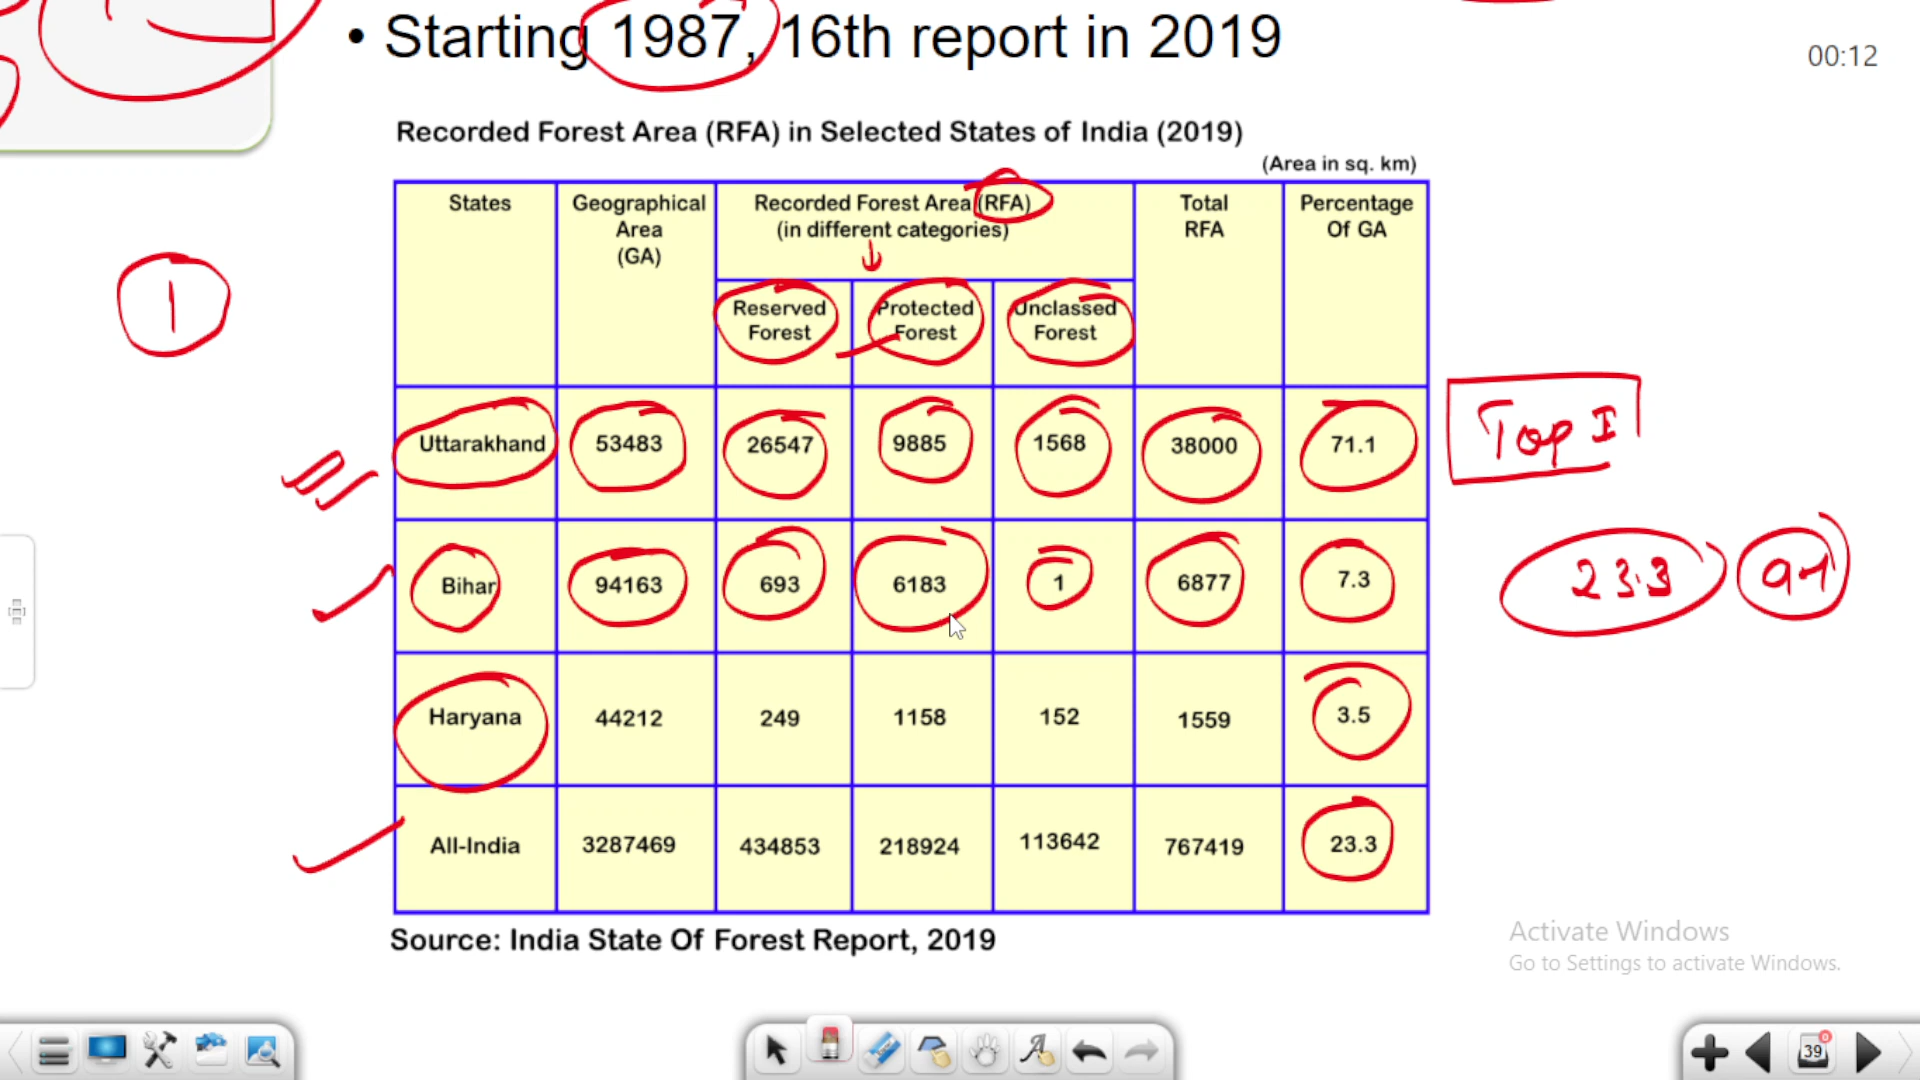 • Starting 1987, 16th report in 2019
00:12
Recorded Forest Area (RFA) in Selected States of India (2019)
(Area in sq. km)
States Geographical Area (GA) Recorded Forest Area (RFA) (in different categories) Total RFA Percentage Of GA
Reserved Forest Protected Forest Unclassed Forest
1
Uttarakhand 53483 26547 9885 1568 38000 71.1
Top I
Bihar 94163 693 6183 1 6877 7.3
23.3
Haryana 44212 249 1158 152 1559 3.5
All-India 3287469 434853 218924 113642 767419 23.3
Source: India State Of Forest Report, 2019
Activate Windows
Go to Settings to activate Windows.
39